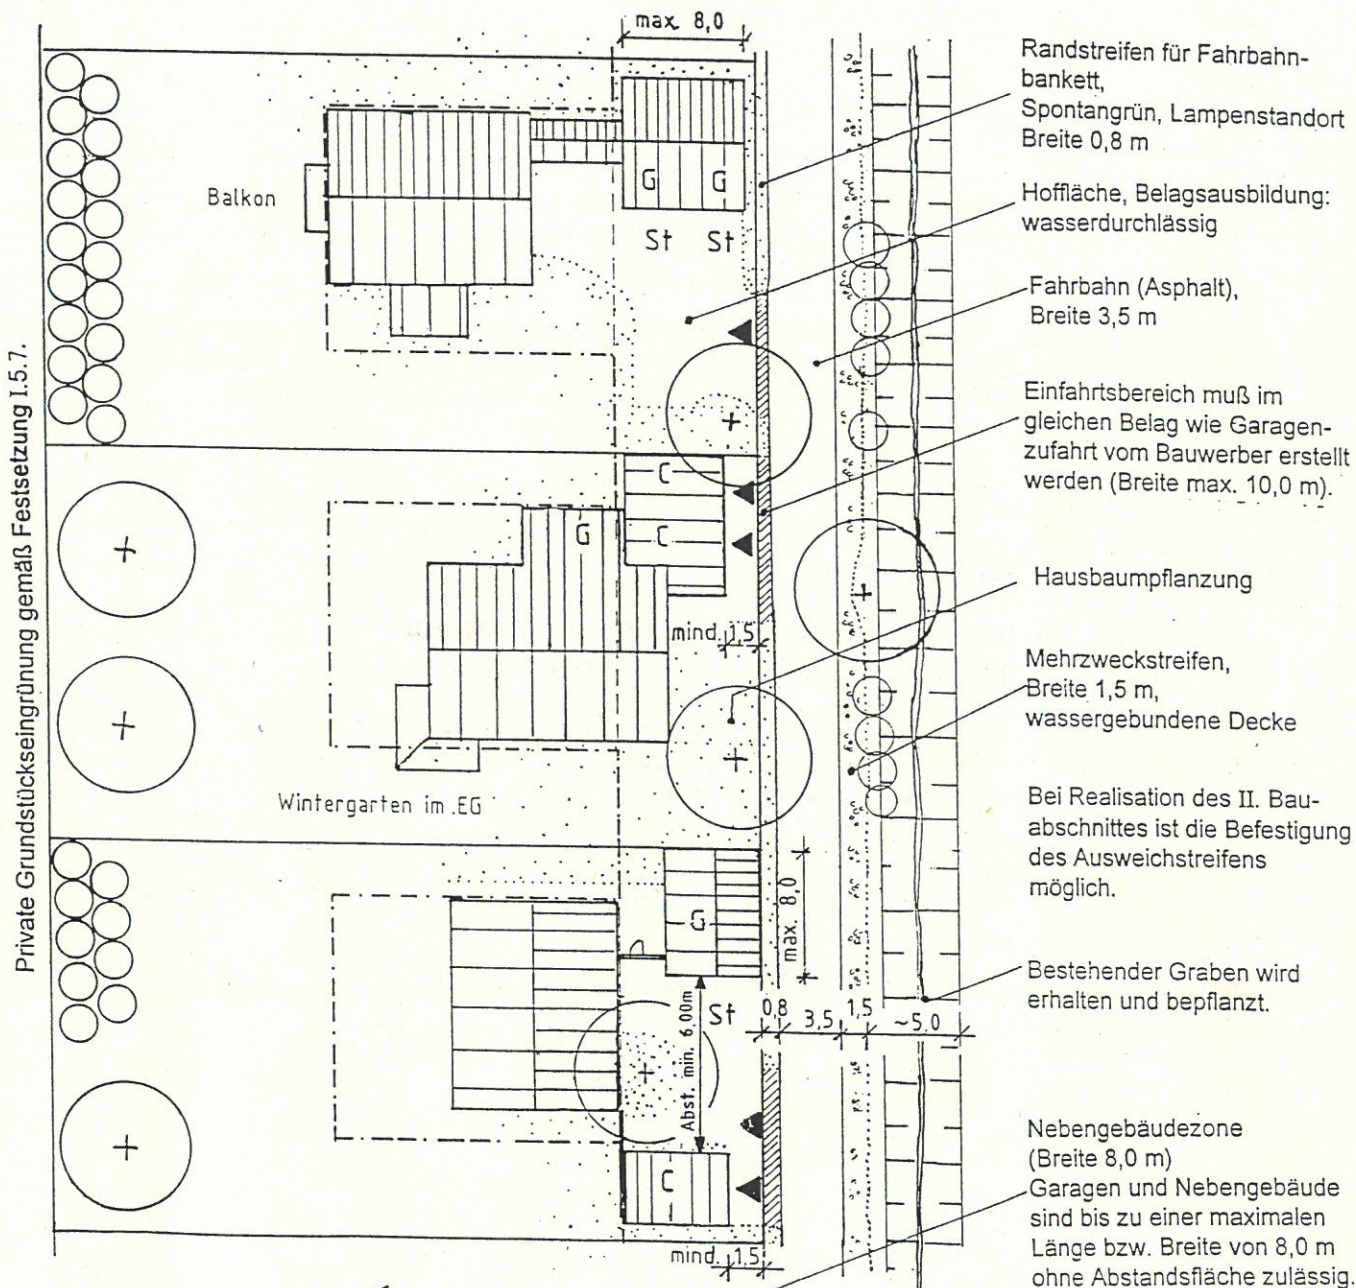 max. 8,0
Randstreifen für Fahrbahn-
bankett,
Spontangrün, Lampenstandort
Breite 0,8 m
Hoffläche, Belagsausbildung:
wasserdurchlässig
Fahrbahn (Asphalt),
Breite 3,5 m
Einfahrtsbereich muß im
gleichen Belag wie Garagen-
zufahrt vom Bauwerber erstellt
werden (Breite max. 10,0 m).
Hausbaumpflanzung
Mehrzweckstreifen,
Breite 1,5 m,
wassergebundene Decke
Bei Realisation des II. Bau-
abschnittes ist die Befestigung
des Ausweichstreifens
möglich.
Bestehender Graben wird
erhalten und bepflanzt.
Nebengebäudezone
(Breite 8,0 m)
Garagen und Nebengebäude
sind bis zu einer maximalen
Länge bzw. Breite von 8,0 m
ohne Abstandsfläche zulässig.
Private Grundstückseingrünung gemäß Festsetzung I.5.7.
Balkon
G G
St St
C
G
C
mind. 1,5
Wintergarten im EG
G
max. 8,0
St
Abst. min. 6,00m
0,8 3,5 1,5 ~5.0
C
mind. 1,5